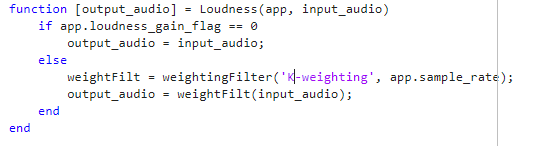 function [output_audio] = Loudness(app, input_audio)
    if app.loudness_gain_flag == 0
        output_audio = input_audio;
    else
        weightFilt = weightingFilter('K-weighting', app.sample_rate);
        output_audio = weightFilt(input_audio);
    end
end